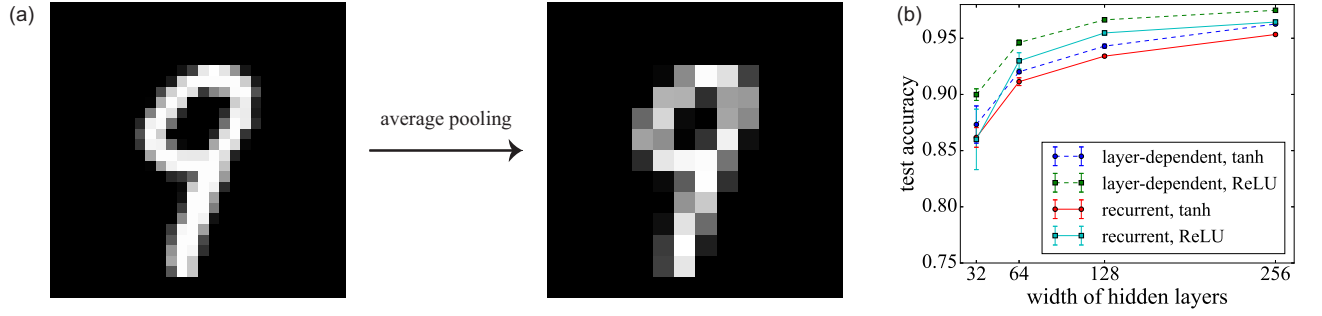 (a)
average pooling
(b)
test accuracy
0.95
0.90
0.85
0.80
0.75
layer-dependent, tanh
layer-dependent, ReLU
recurrent, tanh
recurrent, ReLU
32 64 128 256
width of hidden layers